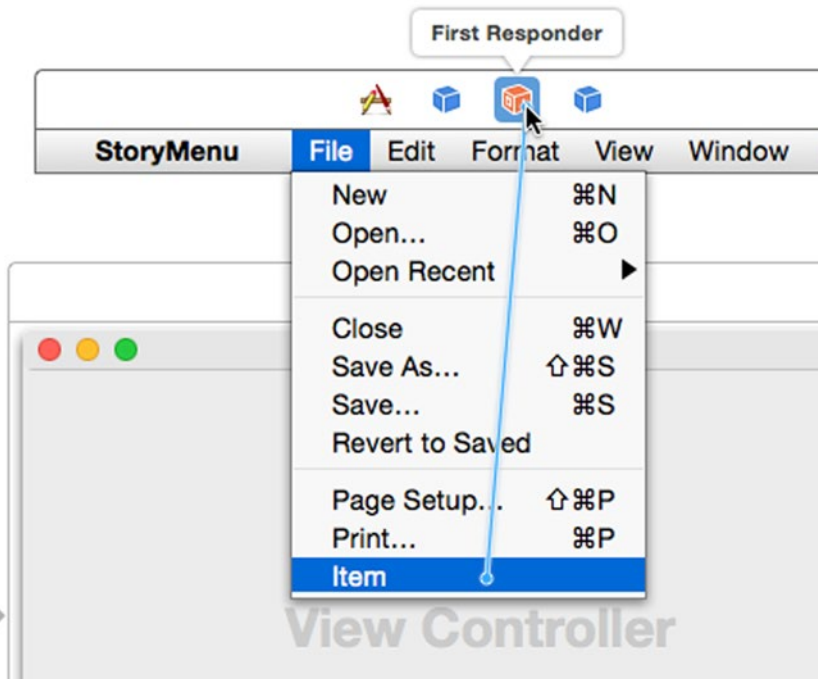 First Responder
StoryMenu File Edit Format View Window
New ⌘N
Open... ⌘O
Open Recent ▶
Close ⌘W
Save As... ⇧⌘S
Save... ⌘S
Revert to Saved
Page Setup... ⇧⌘P
Print... ⌘P
Item
View Controller